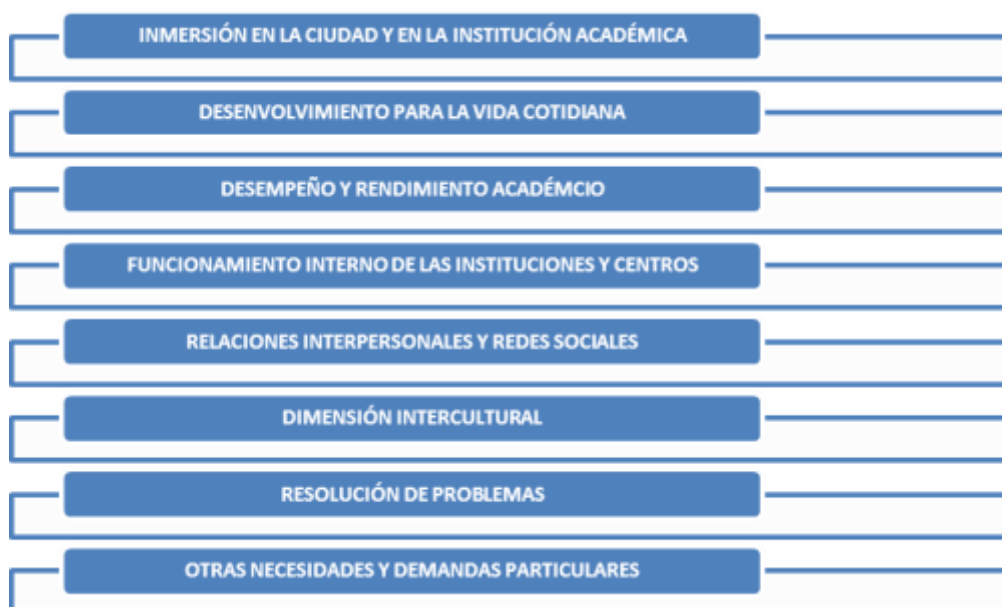 INMERSIÓN EN LA CIUDAD Y EN LA INSTITUCIÓN ACADÉMICA
DESENVOLVIMIENTO PARA LA VIDA COTIDIANA
DESEMPEÑO Y RENDIMIENTO ACADÉMCIO
FUNCIONAMIENTO INTERNO DE LAS INSTITUCIONES Y CENTROS
RELACIONES INTERPERSONALES Y REDES SOCIALES
DIMENSIÓN INTERCULTURAL
RESOLUCIÓN DE PROBLEMAS
OTRAS NECESIDADES Y DEMANDAS PARTICULARES